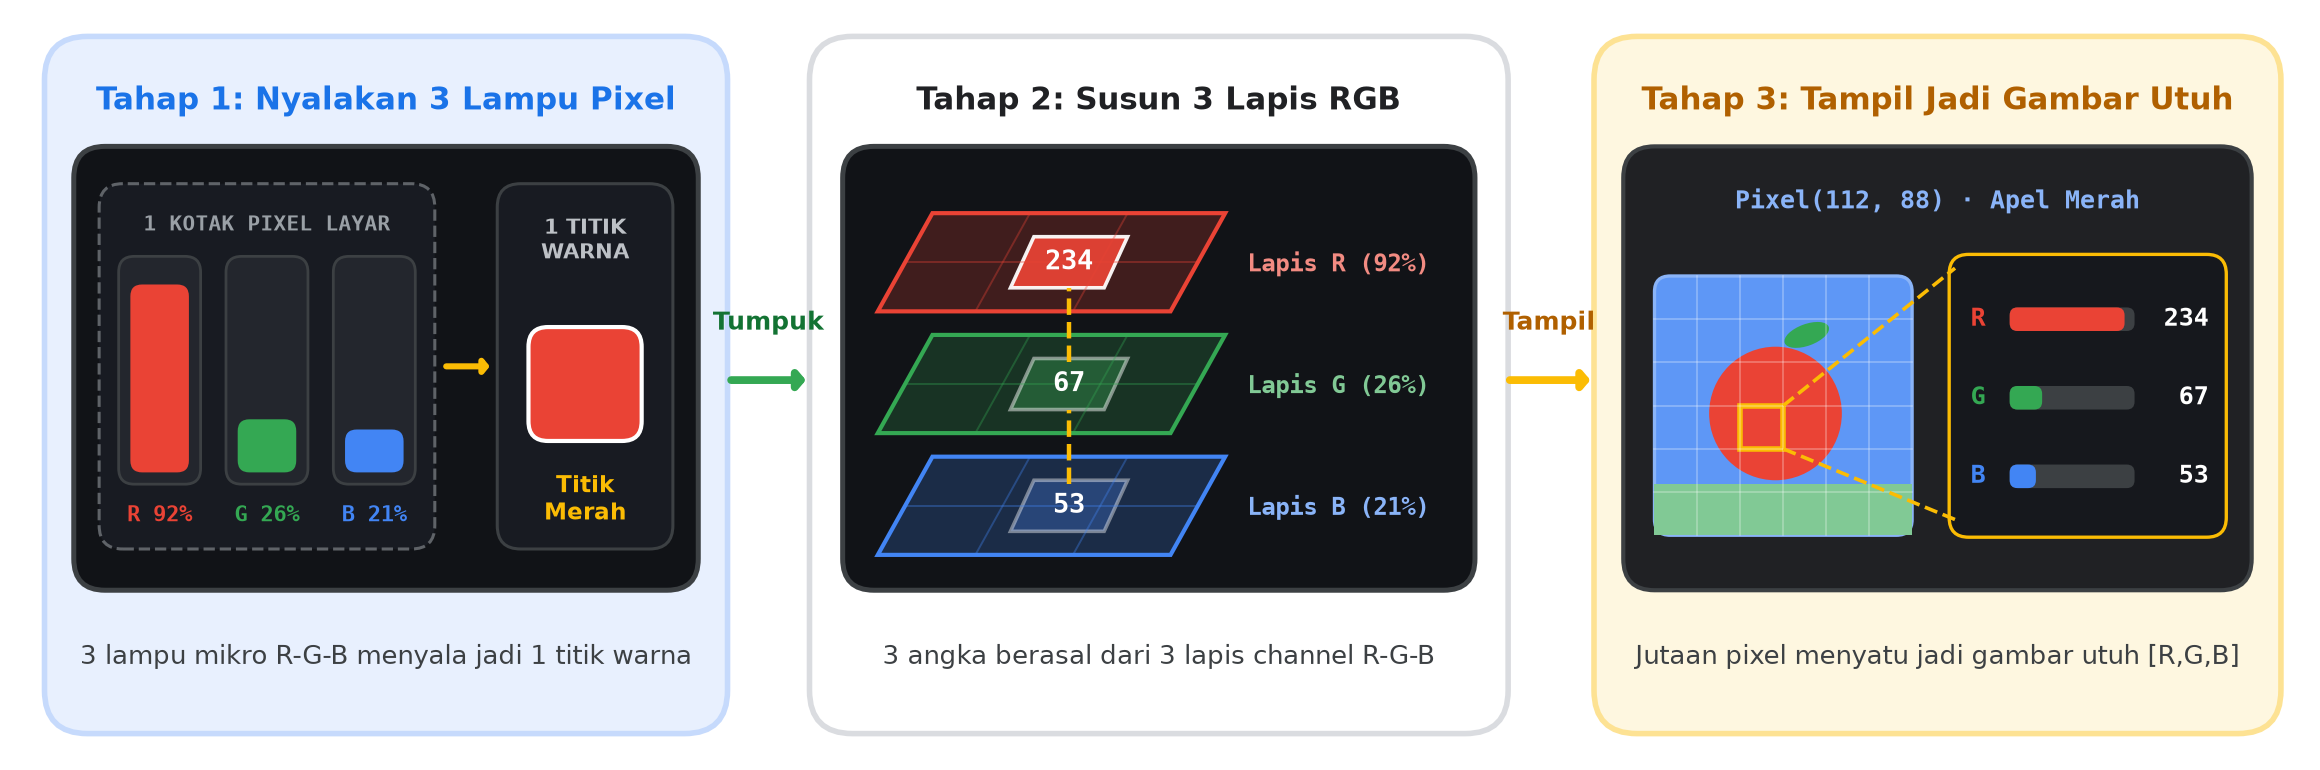 Tahap 1: Nyalakan 3 Lampu Pixel
1 KOTAK PIXEL LAYAR
R 92%
G 26%
B 21%
1 TITIK
WARNA
Titik
Merah
3 lampu mikro R-G-B menyala jadi 1 titik warna
Tumpuk
Tahap 2: Susun 3 Lapis RGB
234
Lapis R (92%)
67
Lapis G (26%)
53
Lapis B (21%)
3 angka berasal dari 3 lapis channel R-G-B
Tampil
Tahap 3: Tampil Jadi Gambar Utuh
Pixel(112, 88) · Apel Merah
R 234
G 67
B 53
Jutaan pixel menyatu jadi gambar utuh [R,G,B]